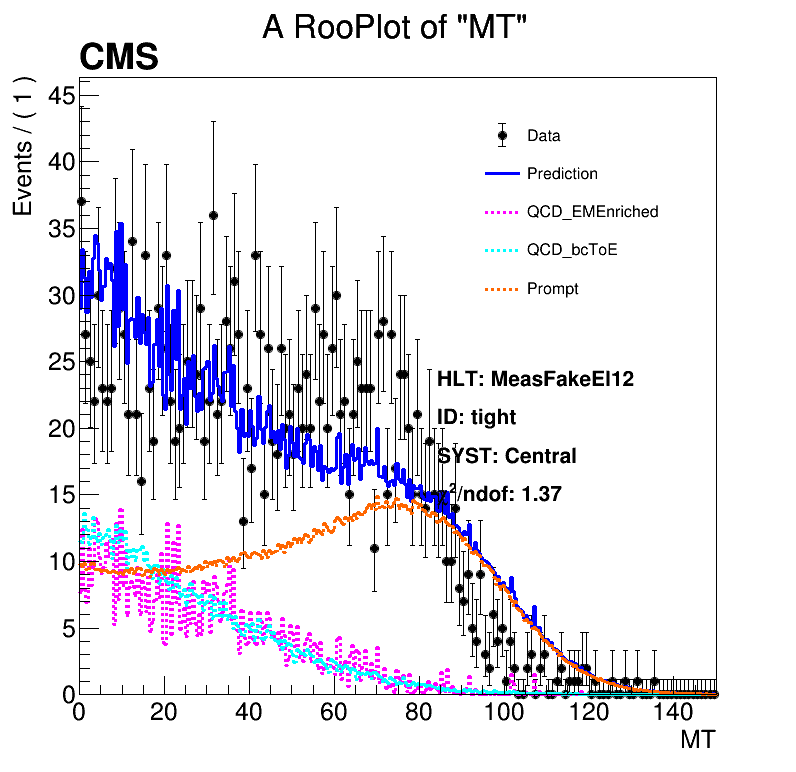 A RooPlot of "MT"
CMS
Events / ( 1 )
45
40
35
30
25
20
15
10
5
0
Data
Prediction
QCD_EMEnriched
QCD_bcToE
Prompt
HLT: MeasFakeEl12
ID: tight
SYST: Central
χ²/ndof: 1.37
0 20 40 60 80 100 120 140
MT